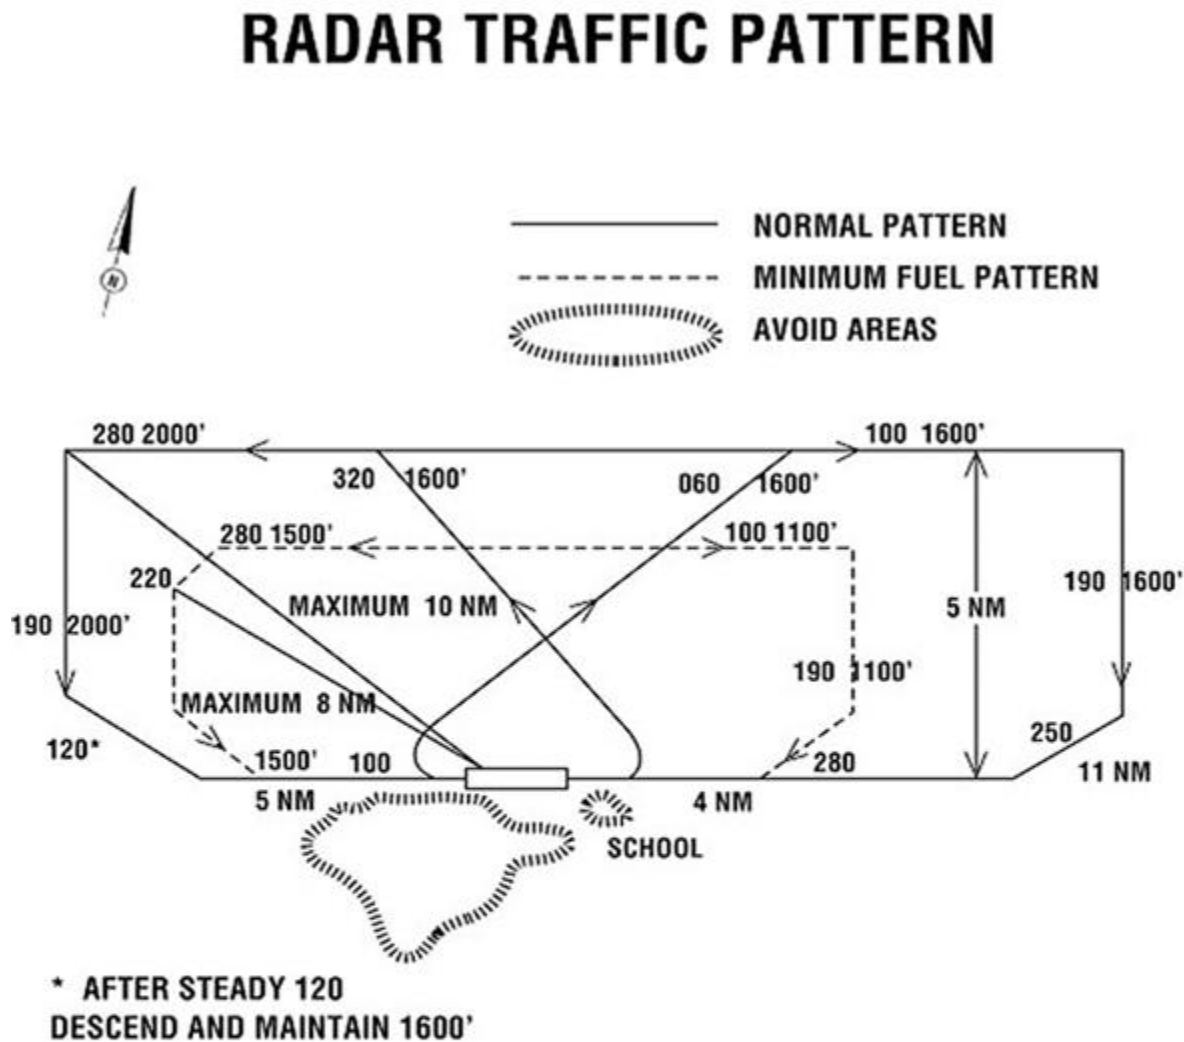 RADAR TRAFFIC PATTERN
N
NORMAL PATTERN
MINIMUM FUEL PATTERN
AVOID AREAS
280 2000'
100 1600'
320 1600'
060 1600'
280 1500'
100 1100'
220
MAXIMUM 10 NM
5 NM
190 1600'
190 2000'
190 1100'
MAXIMUM 8 NM
120*
250
1500' 100
280
11 NM
5 NM
4 NM
SCHOOL
* AFTER STEADY 120
DESCEND AND MAINTAIN 1600'